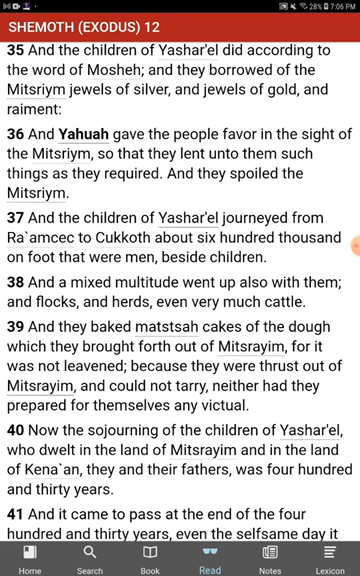 28% 7:06 PM
SHEMOTH (EXODUS) 12
35 And the children of Yashar'el did according to
the word of Mosheh; and they borrowed of the
Mitsriym jewels of silver, and jewels of gold, and
raiment:
36 And Yahuah gave the people favor in the sight of
the Mitsriym, so that they lent unto them such
things as they required. And they spoiled the
Mitsriym.
37 And the children of Yashar'el journeyed from
Ra`amcec to Cukkoth about six hundred thousand
on foot that were men, beside children.
38 And a mixed multitude went up also with them;
and flocks, and herds, even very much cattle.
39 And they baked matstsah cakes of the dough
which they brought forth out of Mitsrayim, for it
was not leavened; because they were thrust out of
Mitsrayim, and could not tarry, neither had they
prepared for themselves any victual.
40 Now the sojourning of the children of Yashar'el,
who dwelt in the land of Mitsrayim and in the land
of Kena`an, they and their fathers, was four hundred
and thirty years.
41 And it came to pass at the end of the four
hundred and thirty years, even the selfsame day it
Home Search Book Read Notes Lexicon